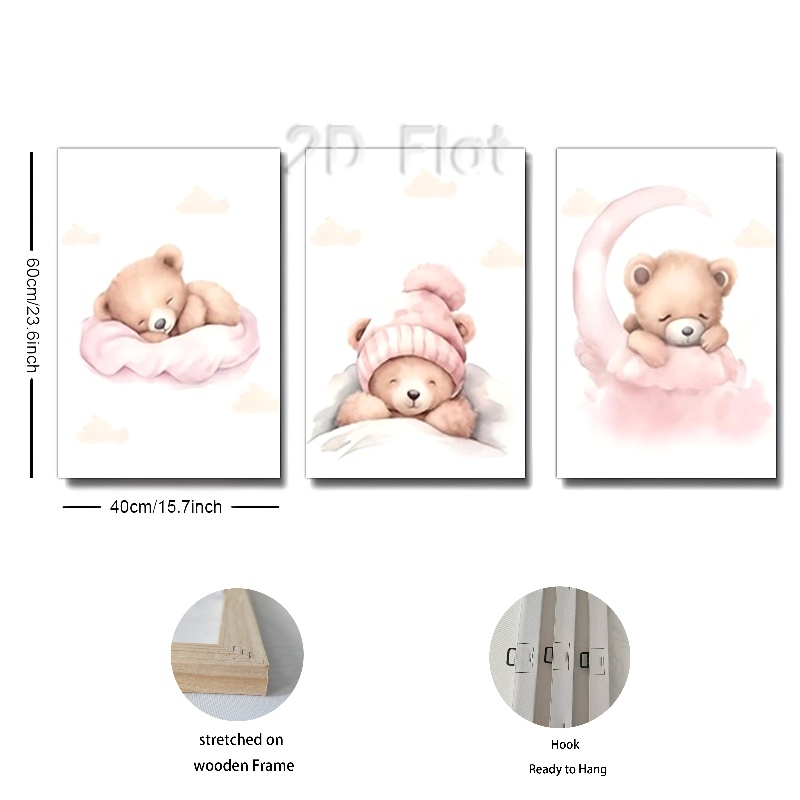 2D Flat
60cm/23.6inch
40cm/15.7inch
stretched on
wooden Frame
Hook
Ready to Hang